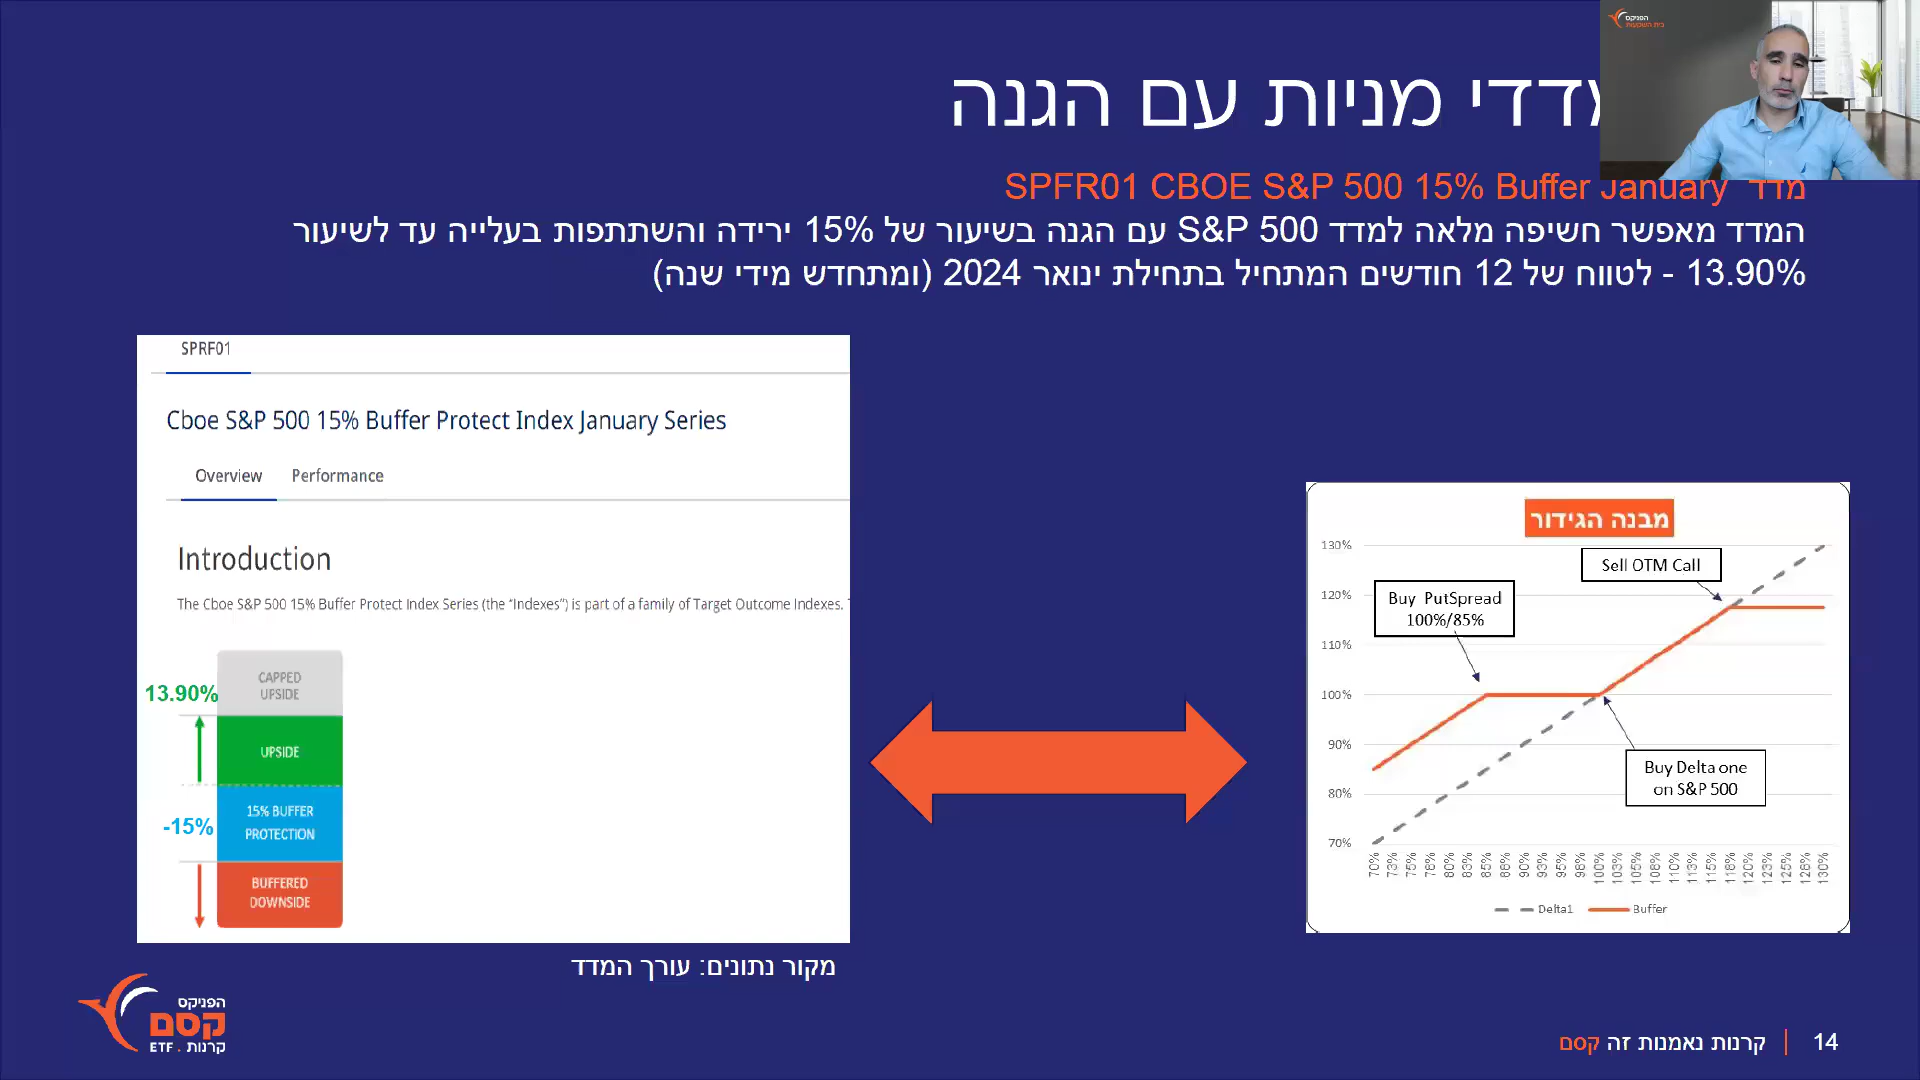 מדדי מניות עם הגנה
מדד SPFR01 CBOE S&P 500 15% Buffer January
המדד מאפשר חשיפה מלאה למדד S&P 500 עם הגנה בשיעור של 15% ירידה והשתתפות בעלייה עד לשיעור
13.90% - לטווח של 12 חודשים המתחיל בתחילת ינואר 2024 (ומתחדש מידי שנה)
SPRF01
Cboe S&P 500 15% Buffer Protect Index January Series
Overview Performance
Introduction
The Cboe S&P 500 15% Buffer Protect Index Series (the “Indexes”) is part of a family of Target Outcome Indexes.
13.90%
CAPPED
UPSIDE
UPSIDE
-15%
15% BUFFER
PROTECTION
BUFFERED
DOWNSIDE
מקור נתונים: עורך המדד
מבנה הגידור
Sell OTM Call
Buy PutSpread
100%/85%
Buy Delta one
on S&P 500
130%
120%
110%
100%
90%
80%
70%
70% 73% 75% 78% 80% 83% 85% 88% 90% 93% 95% 98% 100% 103% 105% 108% 110% 113% 115% 118% 120% 123% 125% 128% 130%
Delta1 Buffer
הפניקס
קסם
קרנות . ETF
קרנות נאמנות זה קסם
14
הפניקס
בית השקעות